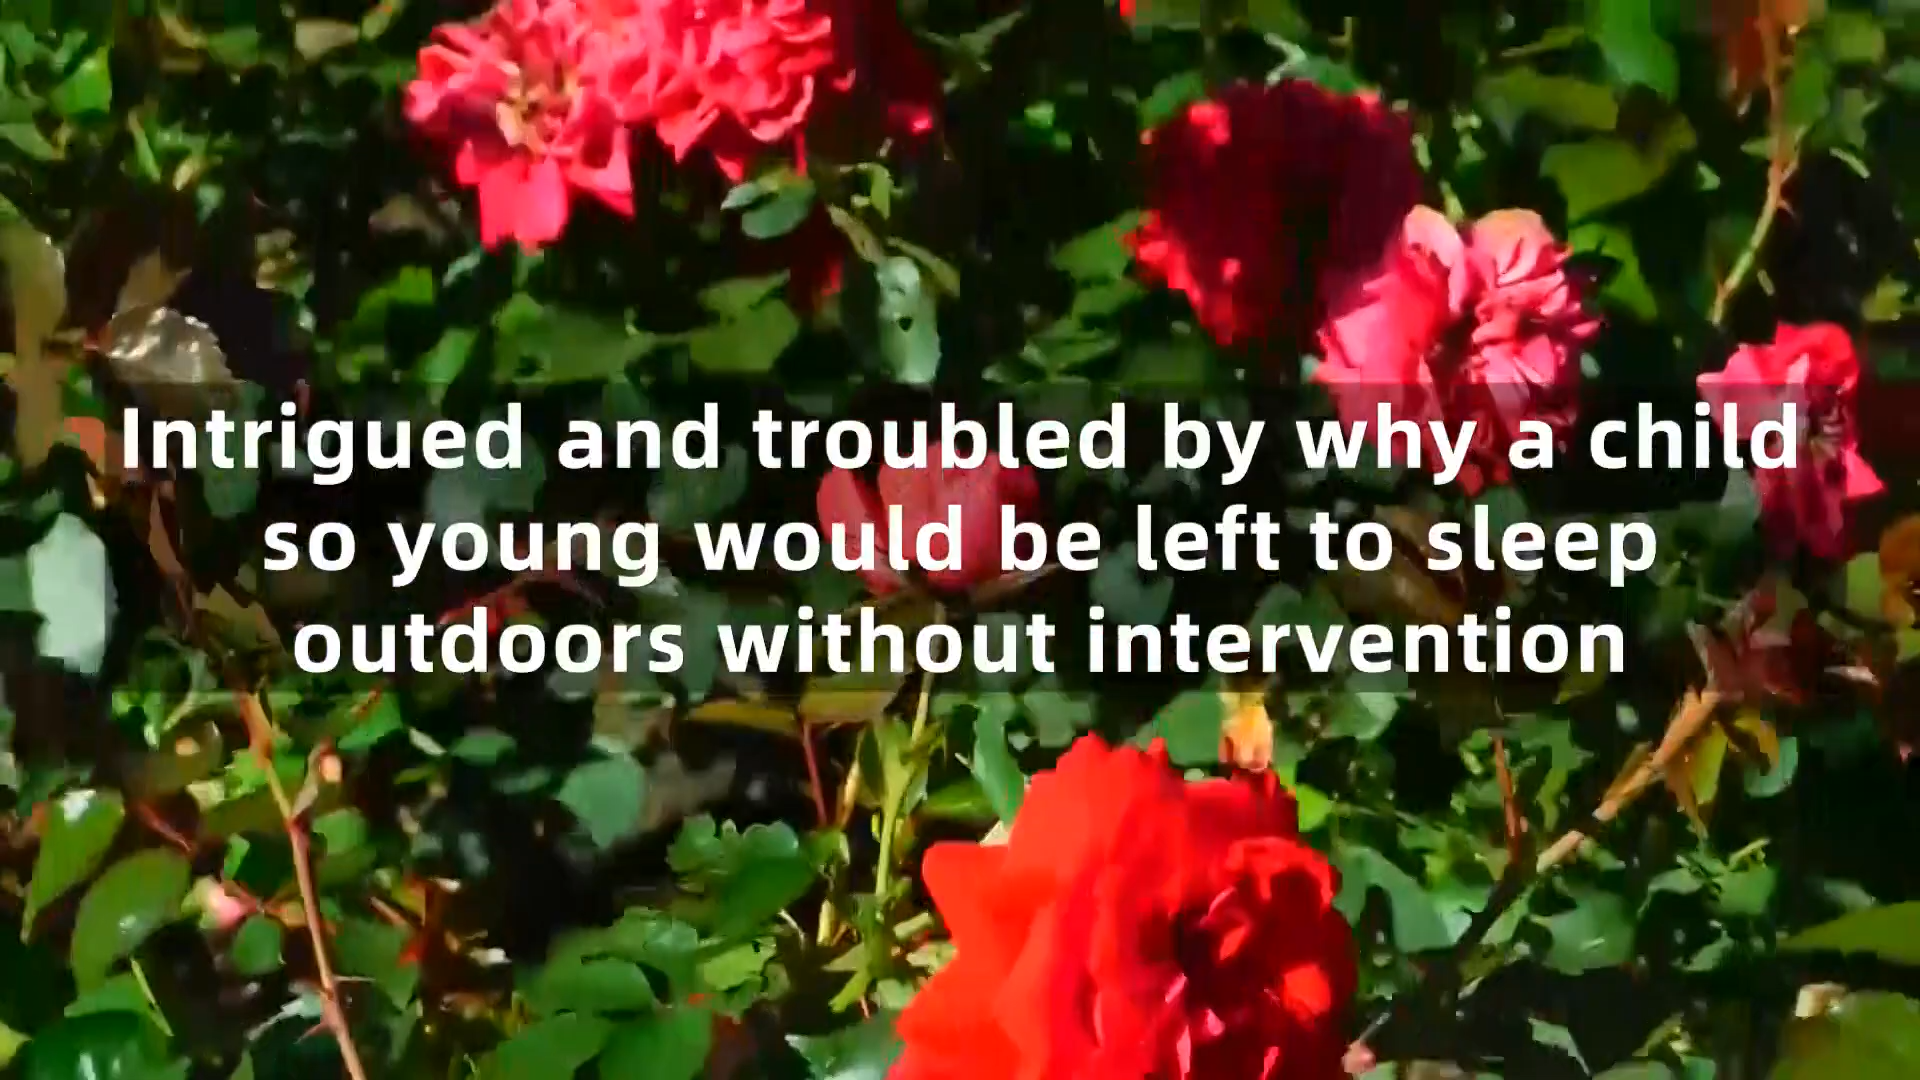 Intrigued and troubled by why a child
so young would be left to sleep
outdoors without intervention